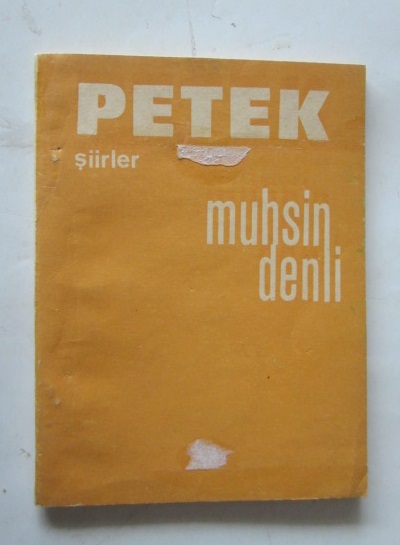 PETEK
şiirler
muhsin
denli